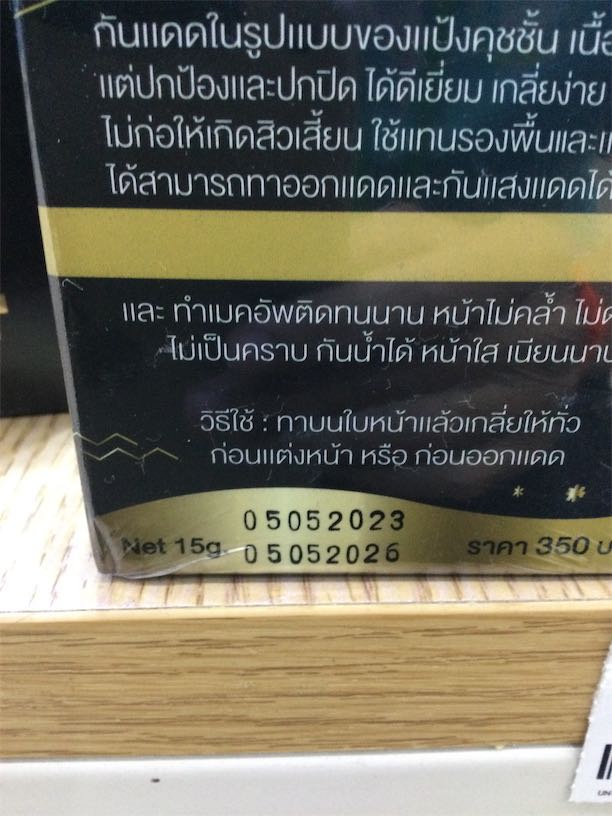 กันแดดในรูปแบบของแป้งคุชชั้น
แต่ปกป้องและปกปิด ได้ดีเยี่ยม เกลี่ยง่าย
ไม่ก่อให้เกิดสิวเสี้ยน ใช้แทนรองพื้นและ
ได้สามารถทาออกแดดและกันแสงแดดได้
และ ทำเมคอัพติดทนนาน หน้าไม่คล้ำ
ไม่เป็นคราบ กันน้ำได้ หน้าใส เนียนนาน
วิธีใช้ : ทาบนใบหน้าแล้วเกลี่ยให้ทั่ว
ก่อนแต่งหน้า หรือ ก่อนออกแดด
05052023
Net 15g. 05052026 ราคา 350